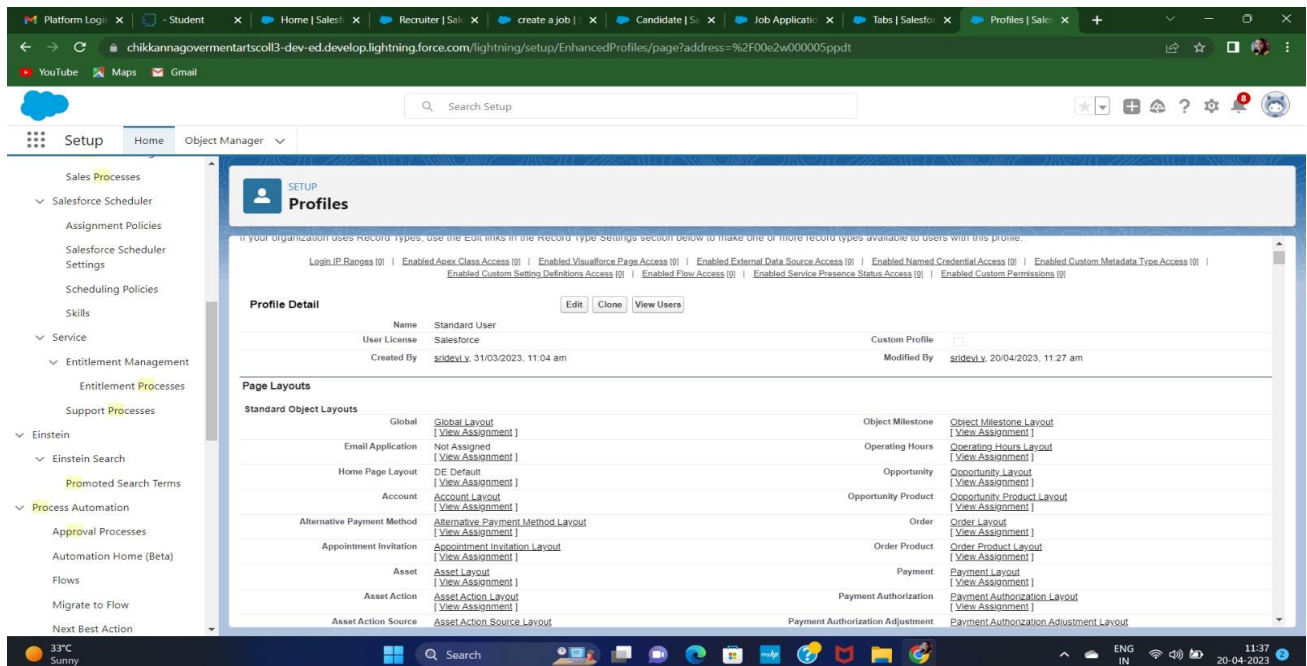 Platform Login
- Student
Home | Salesf
Recruiter | Sal
create a job |
Candidate | Sa
Job Applicatio
Tabs | Salesfor
Profiles | Sales
chikkannagovermentartscoll3-dev-ed.develop.lightning.force.com/lightning/setup/EnhancedProfiles/page?address=%2F00e2w000005ppdt
YouTube Maps Gmail
Search Setup
8
Setup Home Object Manager
Sales Processes
Salesforce Scheduler
Assignment Policies
Salesforce Scheduler
Settings
Scheduling Policies
Skills
Service
Entitlement Management
Entitlement Processes
Support Processes
Einstein
Einstein Search
Promoted Search Terms
Process Automation
Approval Processes
Automation Home (Beta)
Flows
Migrate to Flow
Next Best Action
SETUP
Profiles
If your organization uses Record Types, use the Edit links in the Record Type Settings section below to make one or more record types available to users with this profile.
Login IP Ranges [0] | Enabled Apex Class Access [0] | Enabled Visualforce Page Access [0] | Enabled External Data Source Access [0] | Enabled Named Credential Access [0] | Enabled Custom Metadata Type Access [0] |
Enabled Custom Setting Definitions Access [0] | Enabled Flow Access [0] | Enabled Service Presence Status Access [0] | Enabled Custom Permissions [0]
Profile Detail Edit Clone View Users
Name Standard User
User License Salesforce Custom Profile
Created By sridevi v, 31/03/2023, 11:04 am Modified By sridevi v, 20/04/2023, 11:27 am
Page Layouts
Standard Object Layouts
Global Global Layout Object Milestone Object Milestone Layout
[ View Assignment ] [ View Assignment ]
Email Application Not Assigned Operating Hours Operating Hours Layout
[ View Assignment ] [ View Assignment ]
Home Page Layout DE Default Opportunity Opportunity Layout
[ View Assignment ] [ View Assignment ]
Account Account Layout Opportunity Product Opportunity Product Layout
[ View Assignment ] [ View Assignment ]
Alternative Payment Method Alternative Payment Method Layout Order Order Layout
[ View Assignment ] [ View Assignment ]
Appointment Invitation Appointment Invitation Layout Order Product Order Product Layout
[ View Assignment ] [ View Assignment ]
Asset Asset Layout Payment Payment Layout
[ View Assignment ] [ View Assignment ]
Asset Action Asset Action Layout Payment Authorization Payment Authorization Layout
[ View Assignment ] [ View Assignment ]
Asset Action Source Asset Action Source Layout Payment Authorization Adjustment Payment Authorization Adjustment Layout
33°C
Sunny
Search
ENG
IN
11:37
20-04-2023
2